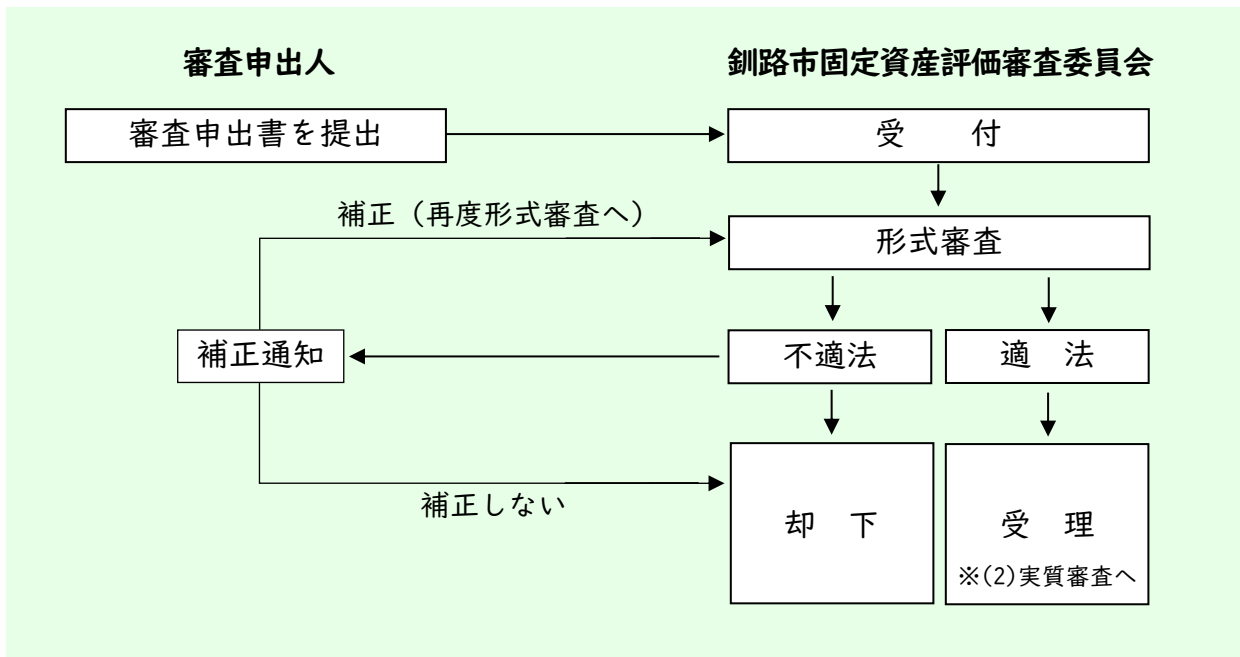 審査申出人
釧路市固定資産評価審査委員会
審査申出書を提出
受　　付
補正（再度形式審査へ）
形式審査
補正通知
不適法
適　法
補正しない
却　下
受　理
※(2)実質審査へ